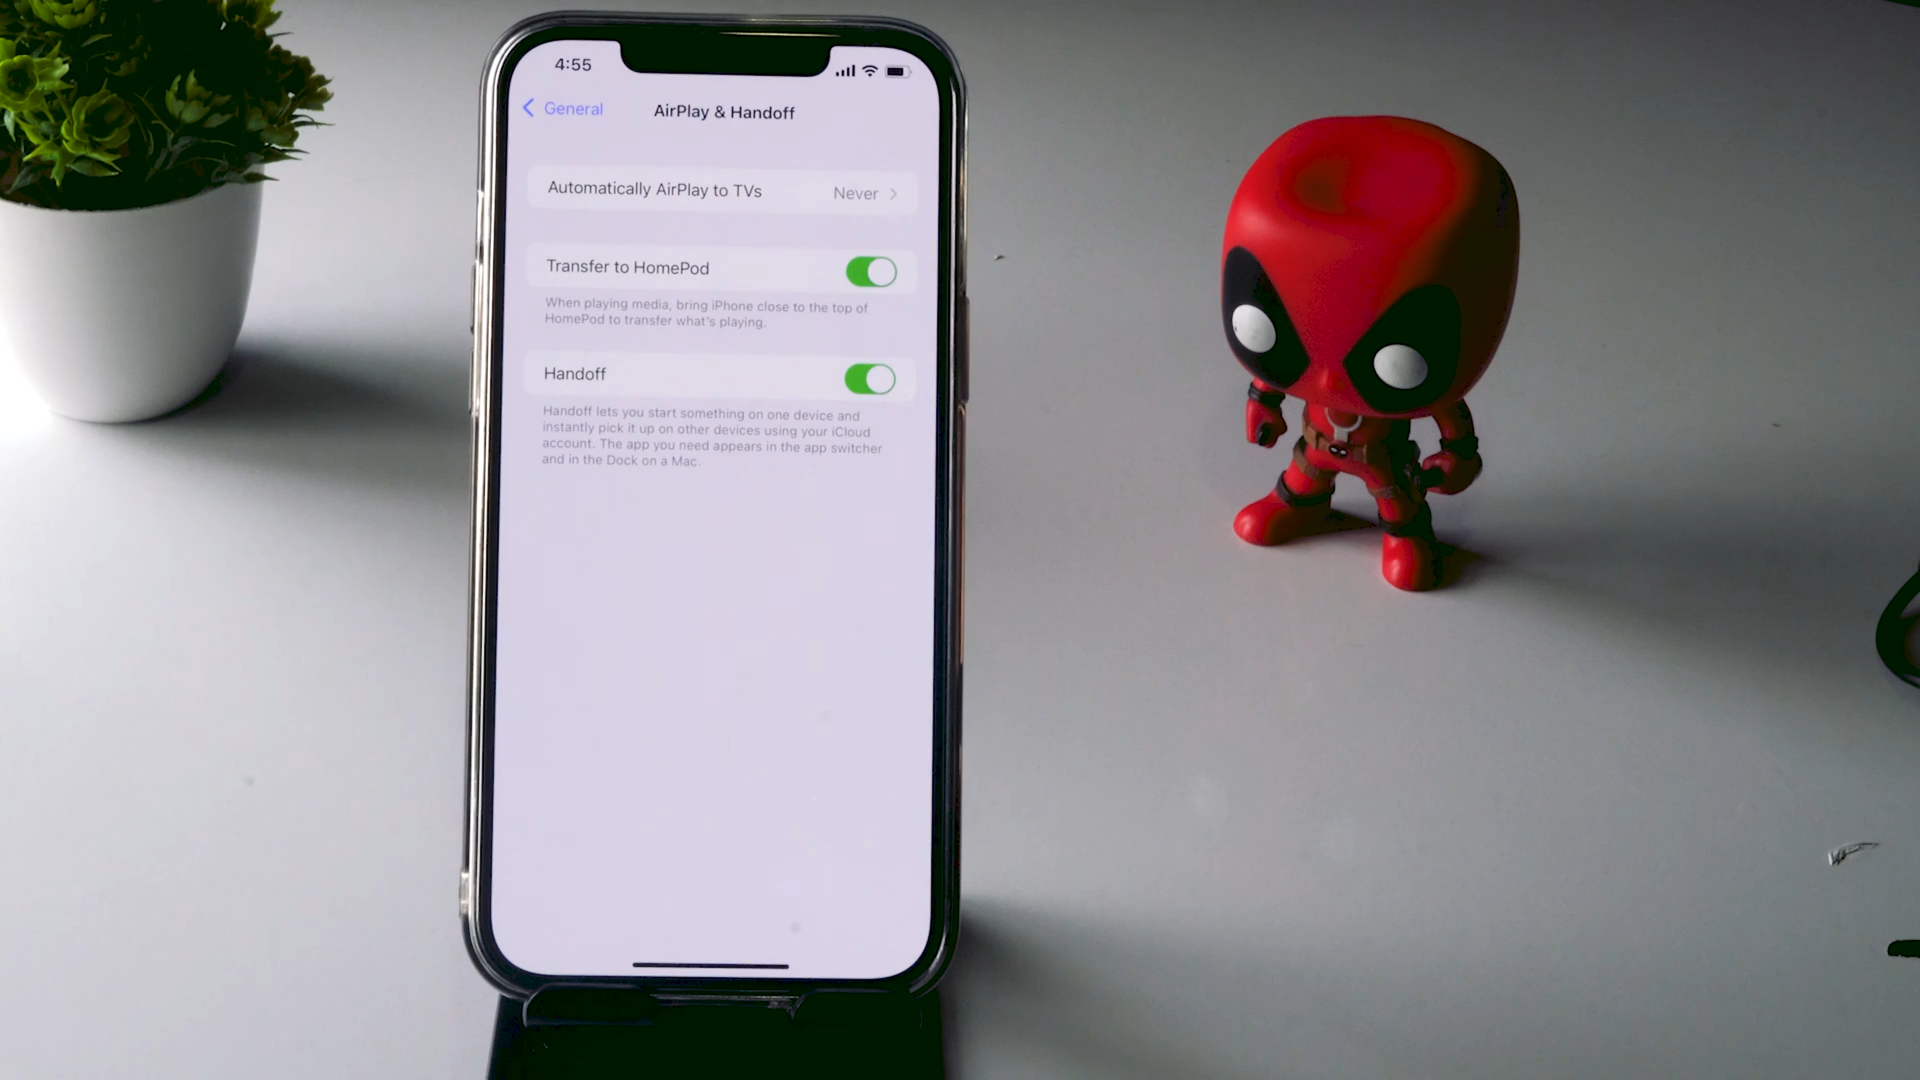 4:55
General
AirPlay & Handoff
Automatically AirPlay to TVs Never
Transfer to HomePod
When playing media, bring iPhone close to the top of
HomePod to transfer what's playing.
Handoff
Handoff lets you start something on one device and
instantly pick it up on other devices using your iCloud
account. The app you need appears in the app switcher
and in the Dock on a Mac.